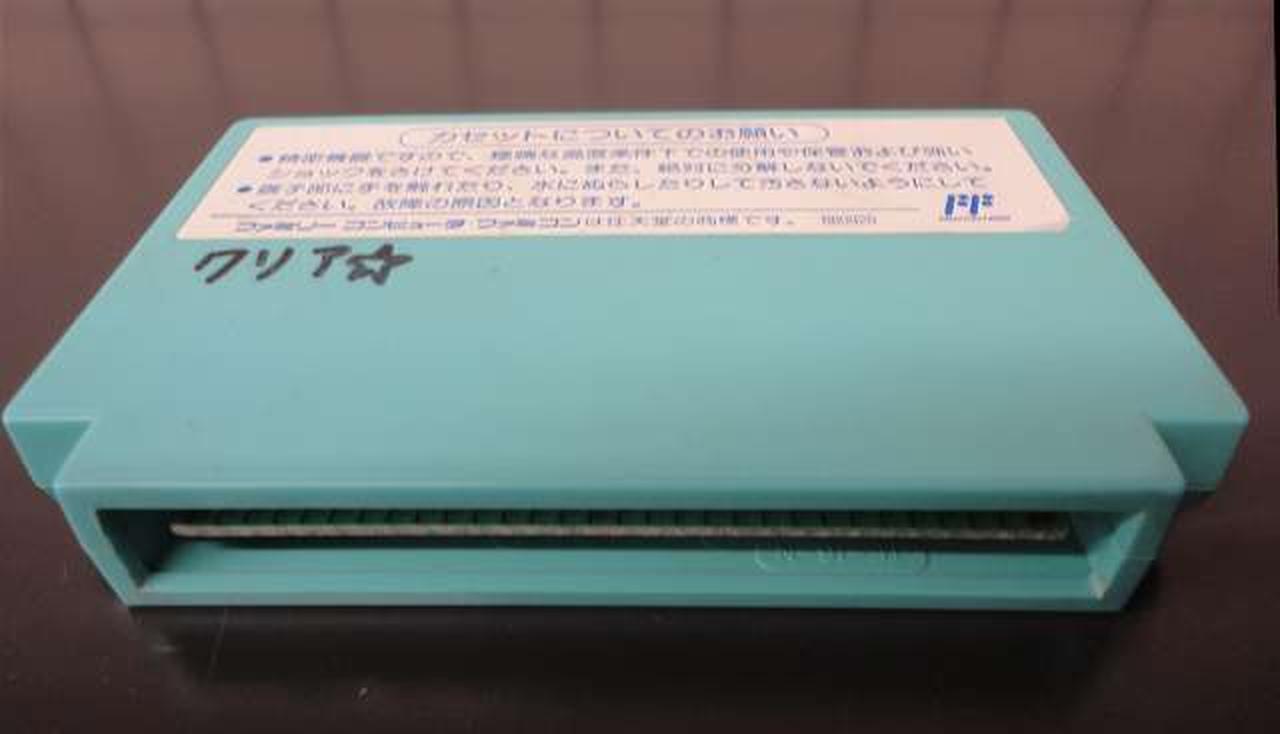 カセットについてのお願い
●精密機器ですので、極端な温度条件下での使用や保管および強い
ショックをさけてください。また、絶対に分解しないでください。
●端子部に手を触れたり、水にぬらしたりして汚さないようにして
ください。故障の原因となります。
ファミリーコンピュータ・ファミコンは任天堂の商標です。
クリア☆